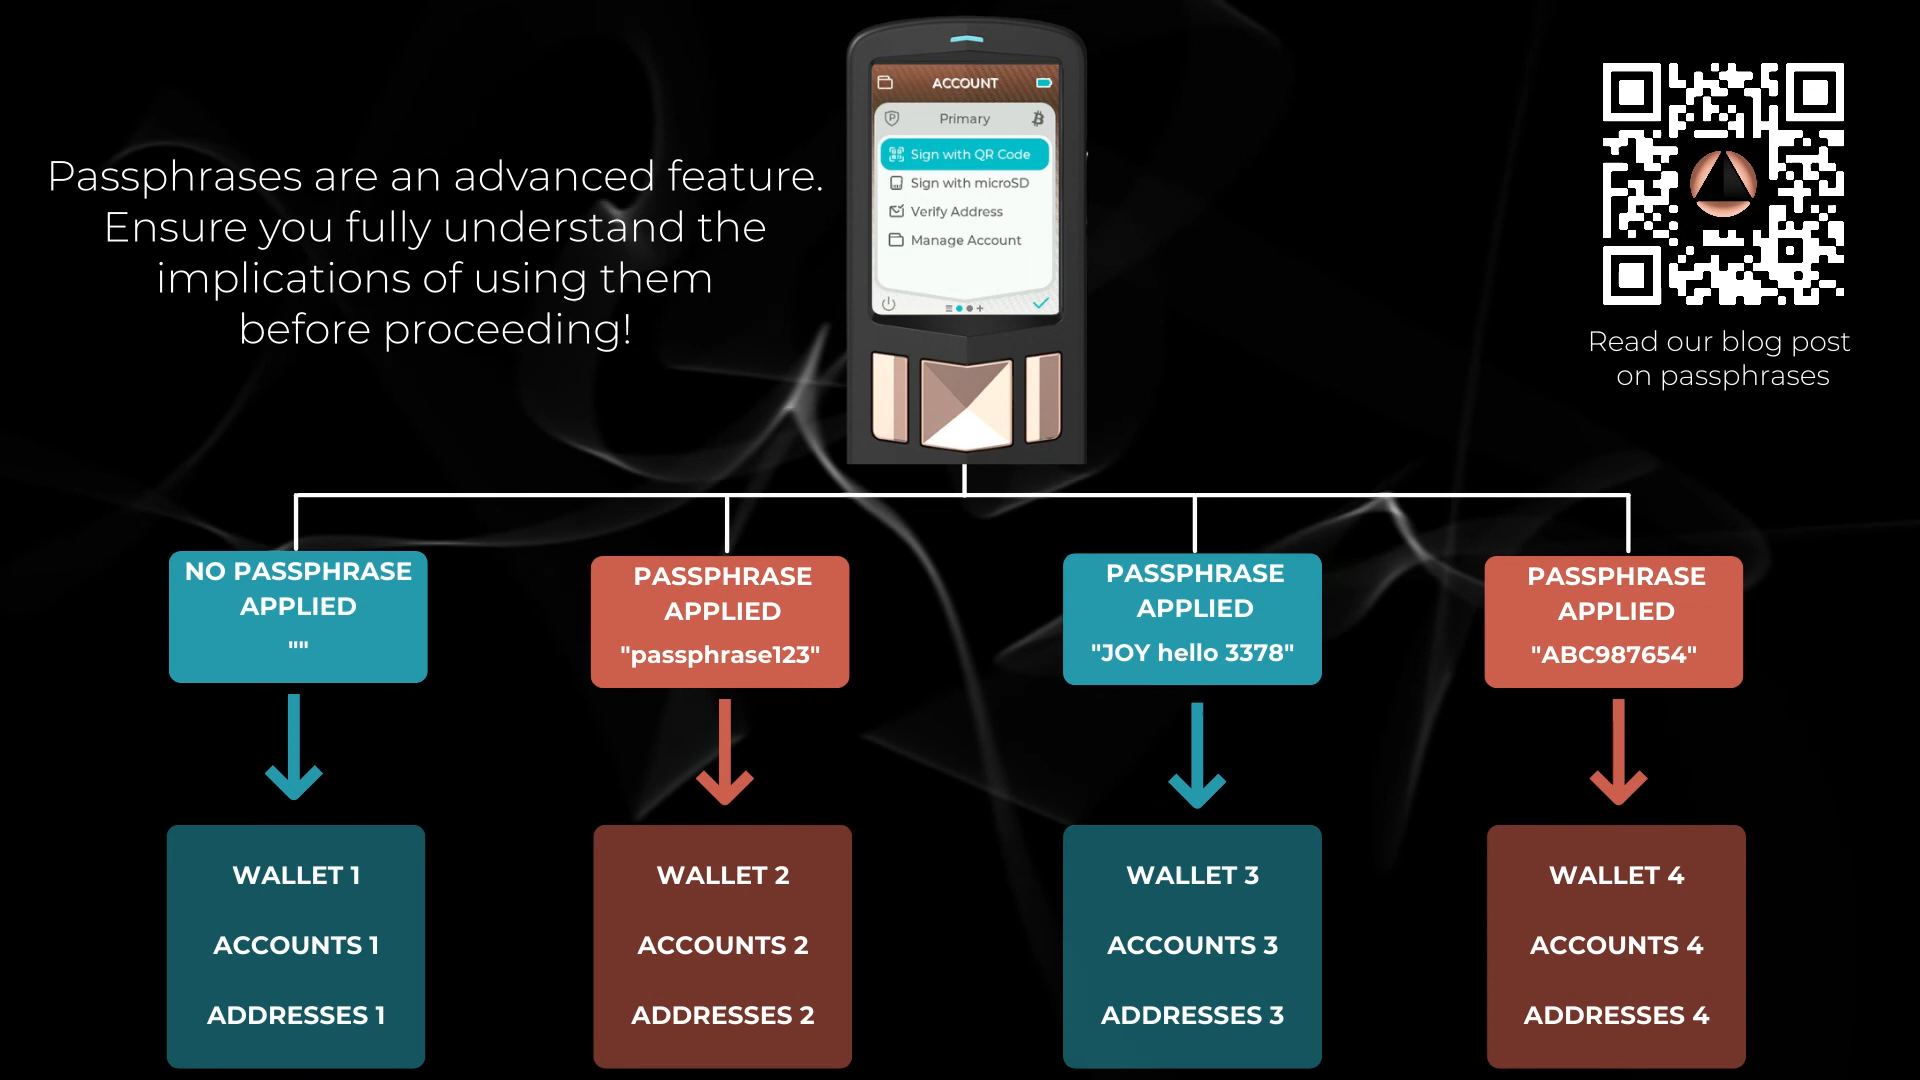 Passphrases are an advanced feature.
Ensure you fully understand the
implications of using them
before proceeding!
ACCOUNT
Primary
Sign with QR Code
Sign with microSD
Verify Address
Manage Account
Read our blog post
on passphrases
NO PASSPHRASE
APPLIED
""
PASSPHRASE
APPLIED
"passphrase123"
PASSPHRASE
APPLIED
"JOY hello 3378"
PASSPHRASE
APPLIED
"ABC987654"
WALLET 1
ACCOUNTS 1
ADDRESSES 1
WALLET 2
ACCOUNTS 2
ADDRESSES 2
WALLET 3
ACCOUNTS 3
ADDRESSES 3
WALLET 4
ACCOUNTS 4
ADDRESSES 4